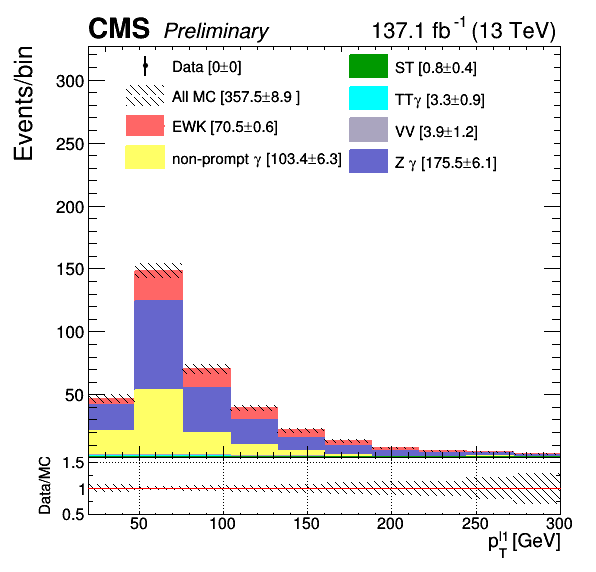 CMS Preliminary 137.1 fb⁻¹ (13 TeV)
Events/bin
Data [0±0]
All MC [357.5±8.9 ]
EWK [70.5±0.6]
non-prompt γ [103.4±6.3]
ST [0.8±0.4]
TTγ [3.3±0.9]
VV [3.9±1.2]
Z γ [175.5±6.1]
300
250
200
150
100
50
Data/MC
1.5
1
0.5
50 100 150 200 250 300
p_T^l1 [GeV]